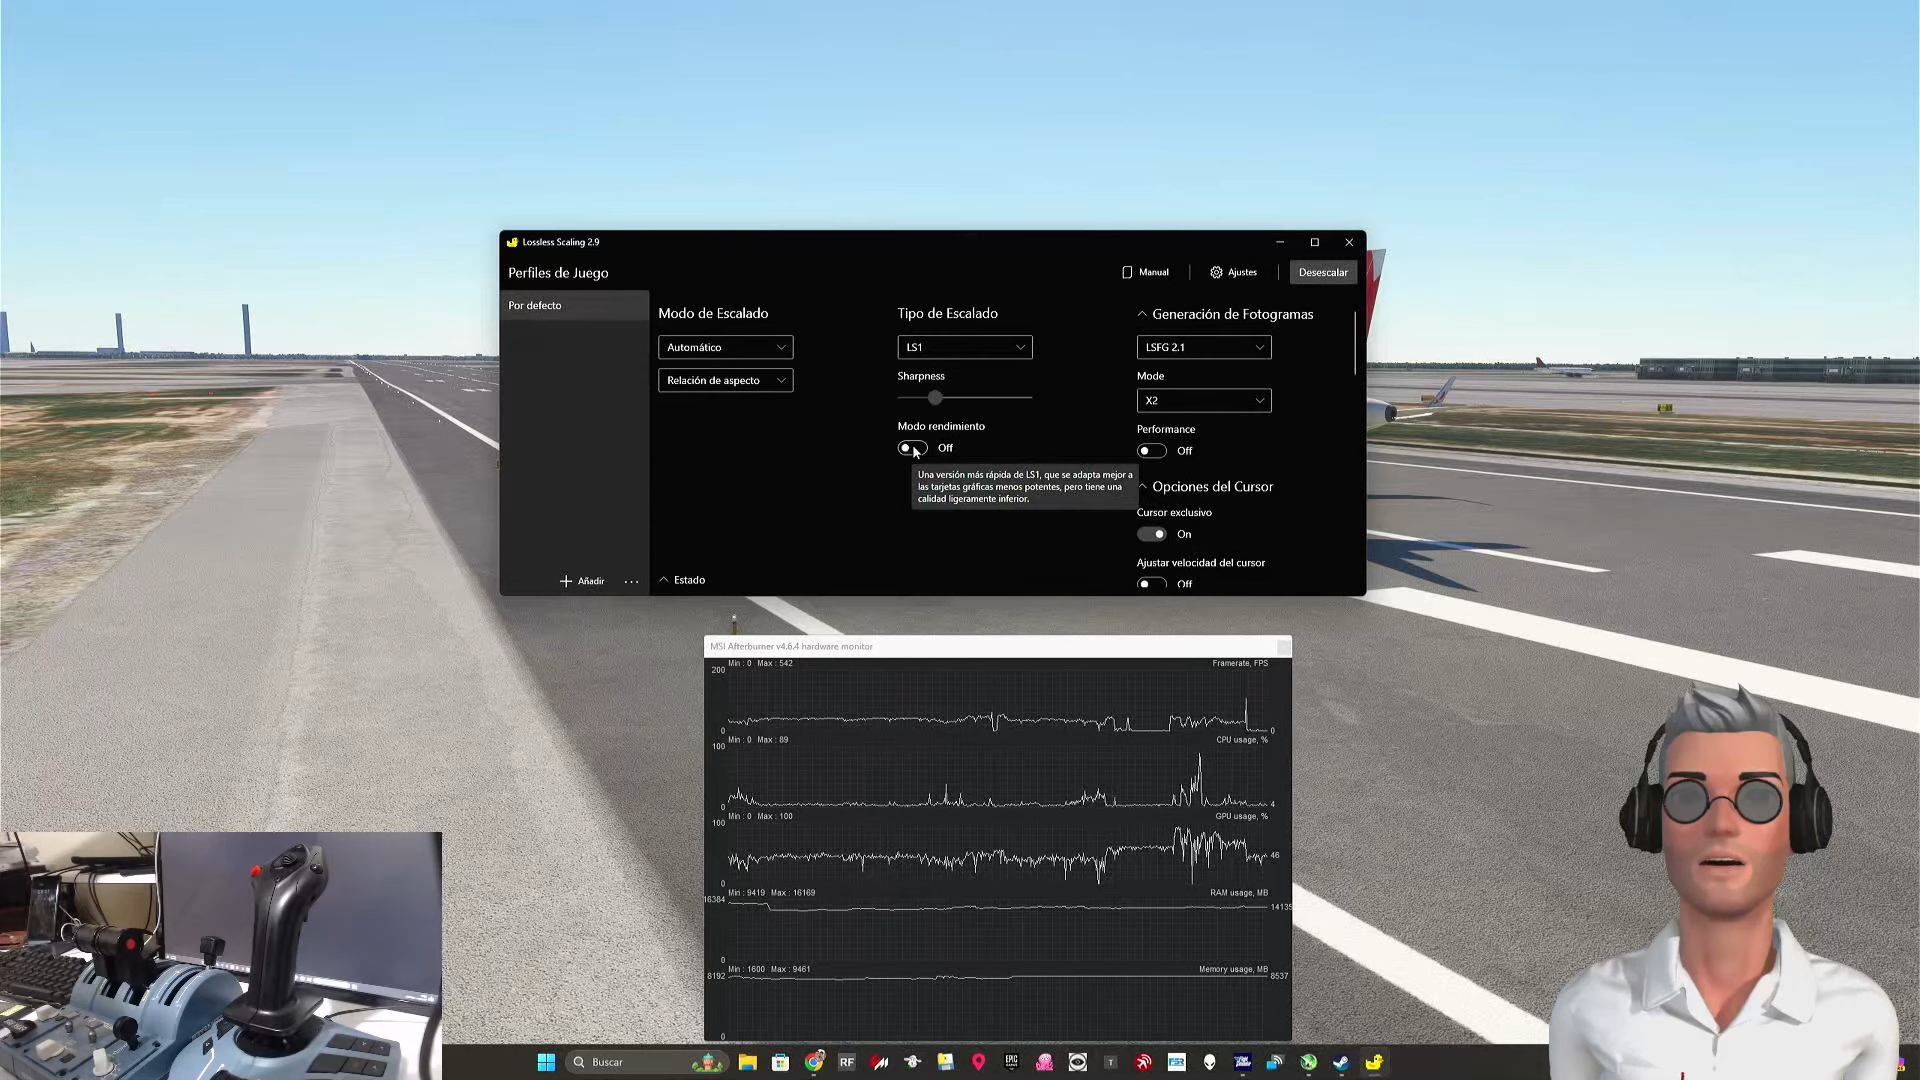 Lossless Scaling 2.9
Perfiles de Juego
Manual
Ajustes
Desescalar
Por defecto
Modo de Escalado
Automático
Relación de aspecto
Tipo de Escalado
LS1
Sharpness
Modo rendimiento
Off
Una versión más rápida de LS1, que se adapta mejor a
las tarjetas gráficas menos potentes, pero tiene una
calidad ligeramente inferior.
Generación de Fotogramas
LSFG 2.1
Mode
X2
Performance
Off
Opciones del Cursor
Cursor exclusivo
On
Ajustar velocidad del cursor
Off
Añadir
...
Estado
MSI Afterburner v4.6.4 hardware monitor
Min : 0 Max : 542
Framerate, FPS
200
0
0
Min : 0 Max : 89
CPU usage, %
100
0
4
Min : 0 Max : 100
GPU usage, %
100
0
46
Min : 9419 Max : 16169
RAM usage, MB
16384
0
14135
Min : 1600 Max : 9461
Memory usage, MB
8192
0
8537
Buscar
RF
EPIC
T
FSR